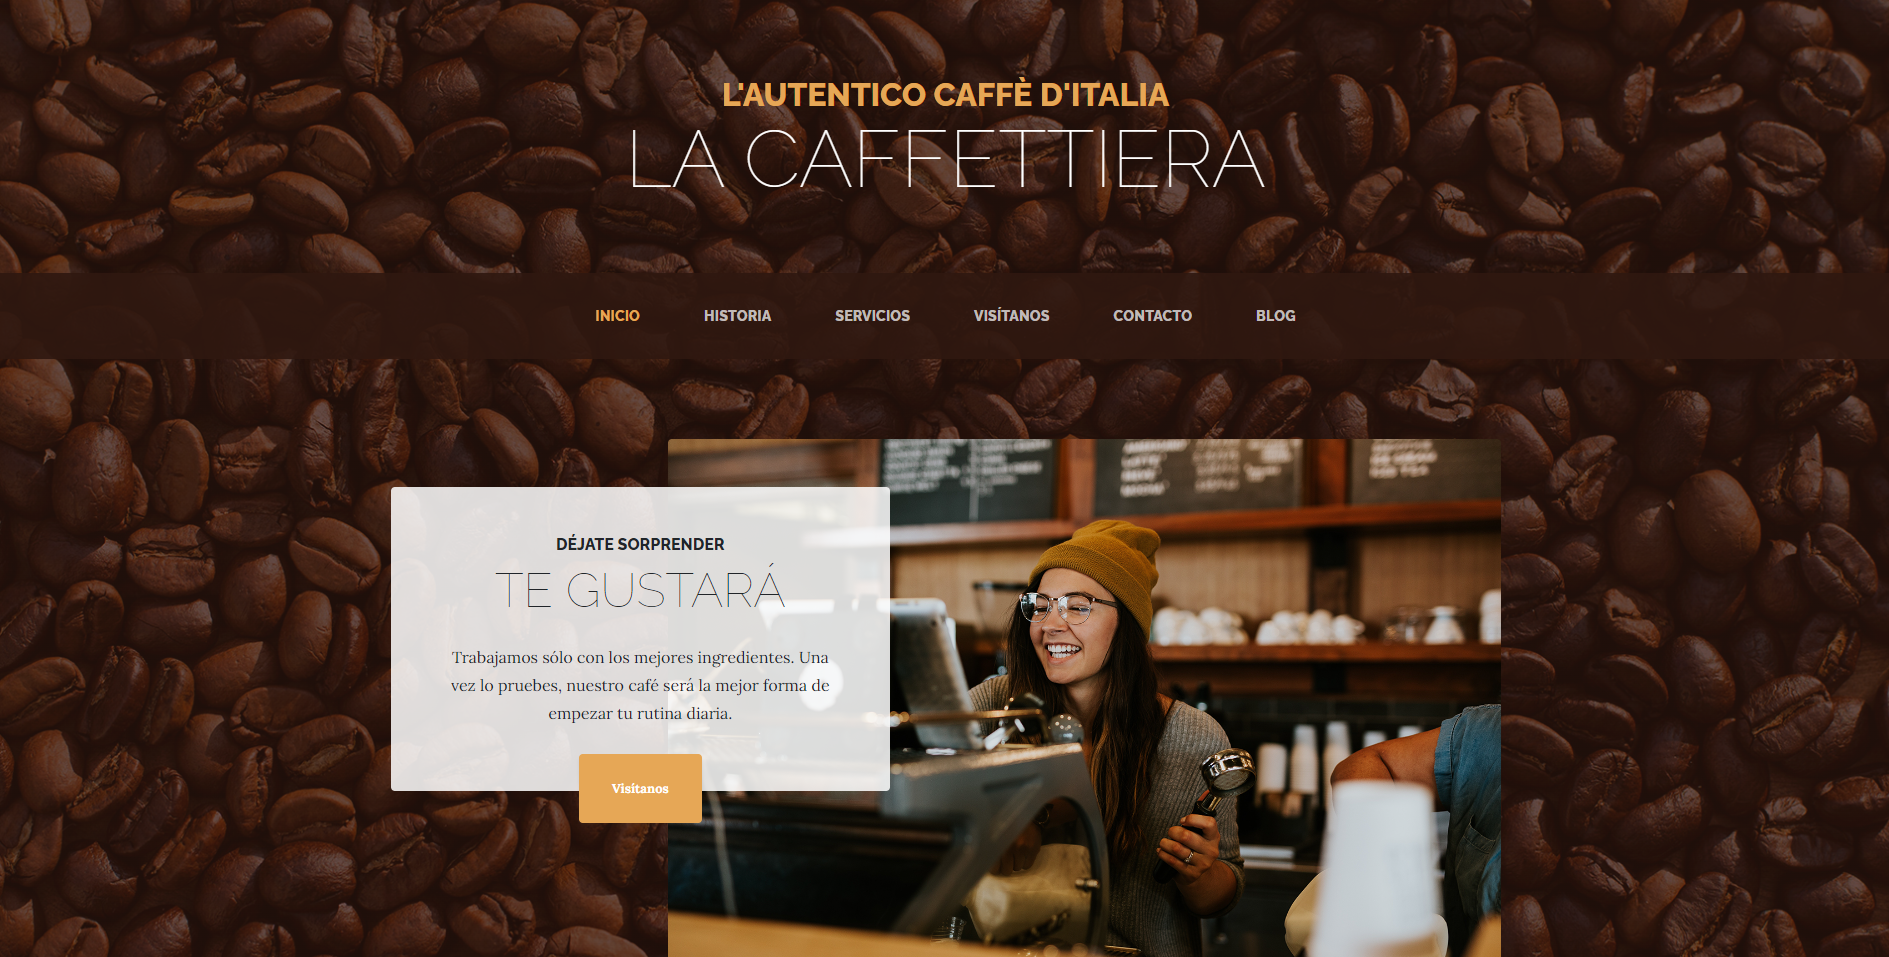 L'AUTENTICO CAFFÈ D'ITALIA
LA CAFFETTIERA
INICIO
HISTORIA
SERVICIOS
VISÍTANOS
CONTACTO
BLOG
DÉJATE SORPRENDER
TE GUSTARÁ
Trabajamos sólo con los mejores ingredientes. Una
vez lo pruebes, nuestro café será la mejor forma de
empezar tu rutina diaria.
Visítanos